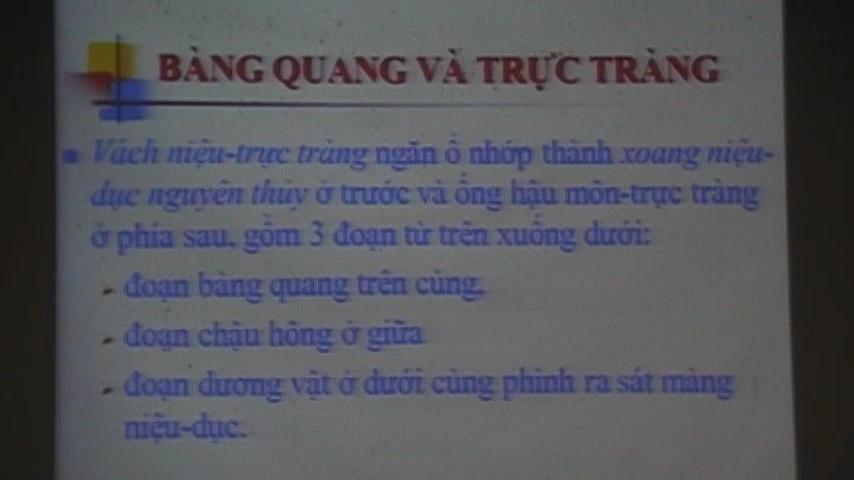 BÀNG QUANG VÀ TRỰC TRÀNG
Vách niệu-trực tràng ngăn ổ nhớp thành xoang niệu-
dục nguyên thủy ở trước và ống hậu môn-trực tràng
ở phía sau, gồm 3 đoạn từ trên xuống dưới:
đoạn bàng quang trên cùng,
đoạn chậu hông ở giữa
đoạn dương vật ở dưới cùng phình ra sát màng
niệu-dục.